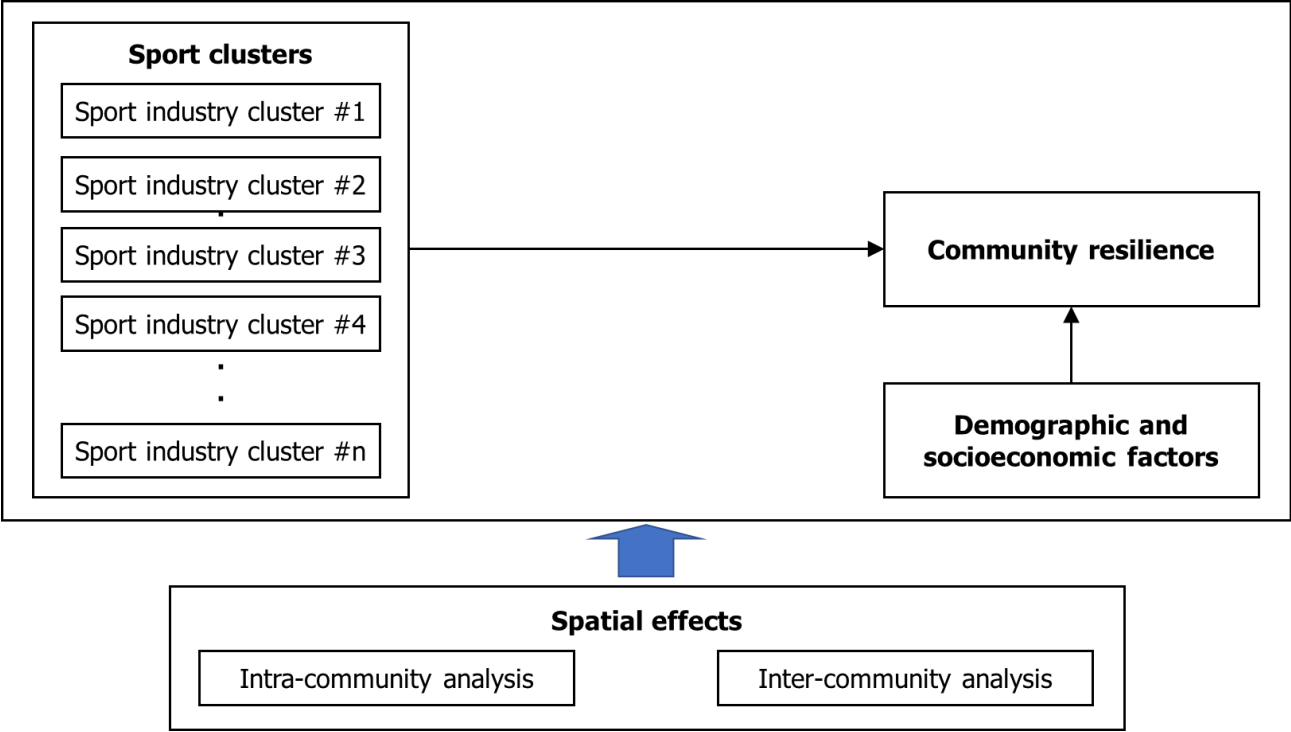 Sport clusters
Sport industry cluster #1
Sport industry cluster #2
.
Sport industry cluster #3
Sport industry cluster #4
.
.
Sport industry cluster #n
Community resilience
Demographic and
socioeconomic factors
Spatial effects
Intra-community analysis
Inter-community analysis